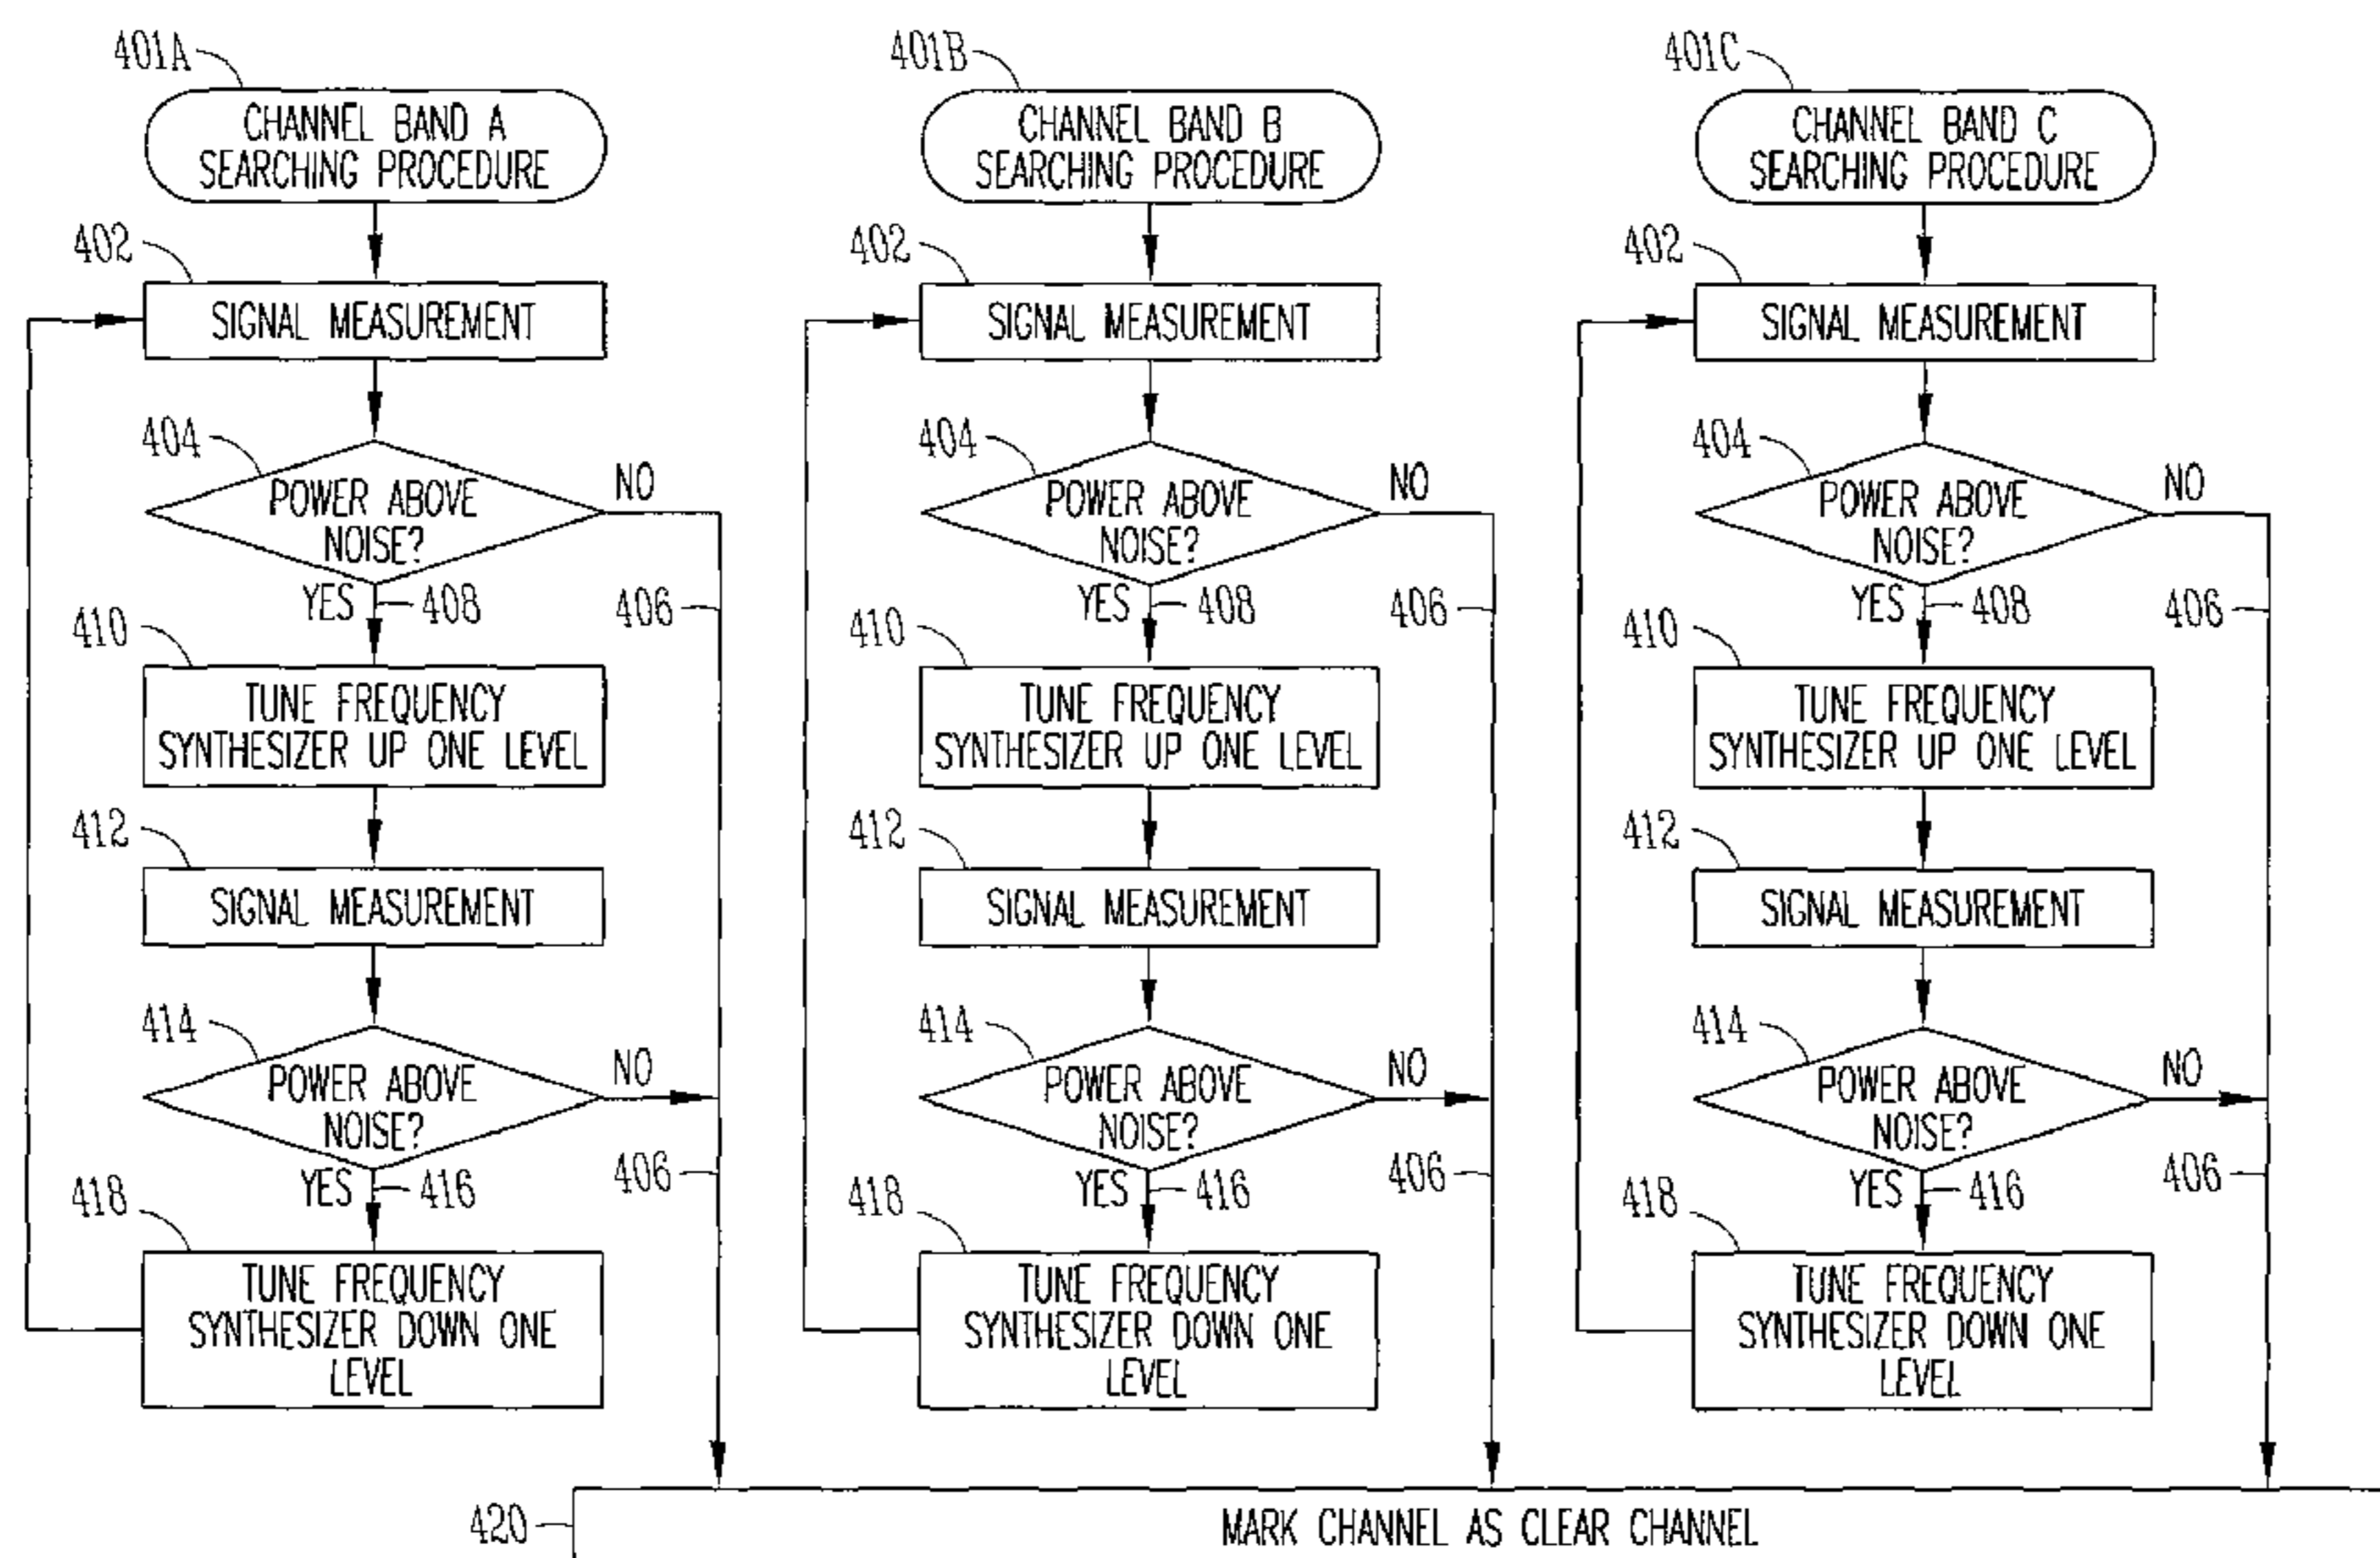 401A
CHANNEL BAND A
SEARCHING PROCEDURE
402
SIGNAL MEASUREMENT
404
POWER ABOVE
NOISE?
NO
YES
408
406
410
TUNE FREQUENCY
SYNTHESIZER UP ONE LEVEL
412
SIGNAL MEASUREMENT
414
POWER ABOVE
NOISE?
NO
YES
416
406
418
TUNE FREQUENCY
SYNTHESIZER DOWN ONE
LEVEL
401B
CHANNEL BAND B
SEARCHING PROCEDURE
402
SIGNAL MEASUREMENT
404
POWER ABOVE
NOISE?
NO
YES
408
406
410
TUNE FREQUENCY
SYNTHESIZER UP ONE LEVEL
412
SIGNAL MEASUREMENT
414
POWER ABOVE
NOISE?
NO
YES
416
406
418
TUNE FREQUENCY
SYNTHESIZER DOWN ONE
LEVEL
401C
CHANNEL BAND C
SEARCHING PROCEDURE
402
SIGNAL MEASUREMENT
404
POWER ABOVE
NOISE?
NO
YES
408
406
410
TUNE FREQUENCY
SYNTHESIZER UP ONE LEVEL
412
SIGNAL MEASUREMENT
414
POWER ABOVE
NOISE?
NO
YES
416
406
418
TUNE FREQUENCY
SYNTHESIZER DOWN ONE
LEVEL
420
MARK CHANNEL AS CLEAR CHANNEL